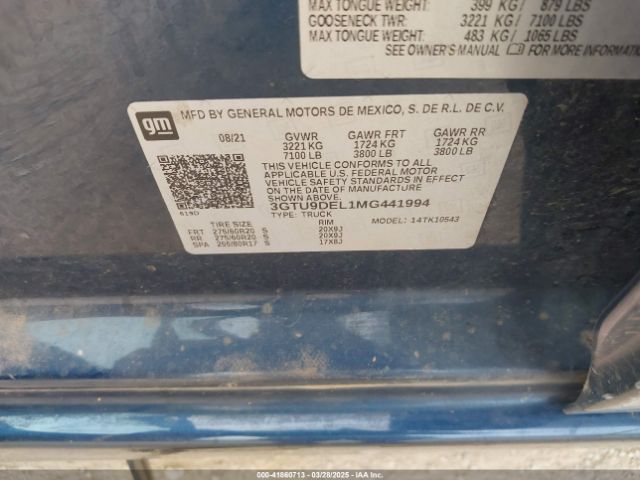 MAX TONGUE WEIGHT: 399 KG / 879 LBS
GOOSENECK TWR: 3221 KG / 7100 LBS
MAX TONGUE WEIGHT: 483 KG / 1065 LBS
SEE OWNER'S MANUAL FOR MORE INFORMATION
gm
MFD BY GENERAL MOTORS DE MEXICO, S. DE R.L. DE C.V.
08/21 GVWR GAWR FRT GAWR RR
3221 KG 1724 KG 1724 KG
7100 LB 3800 LB 3800 LB
THIS VEHICLE CONFORMS TO ALL
APPLICABLE U.S. FEDERAL MOTOR
VEHICLE SAFETY STANDARDS IN EFFECT
ON THE DATE OF MANUFACTURE
SHOWN ABOVE.
3GTU9DEL1MG441994
619D TYPE: TRUCK MODEL: 14TK10543
TIRE SIZE RIM
FRT 275/60R20 S 20X9J
RR 275/60R20 S 20X9J
SPA 255/80R17 S 17X8J
000-41860713 | 03/28/2025 | IAA Inc.